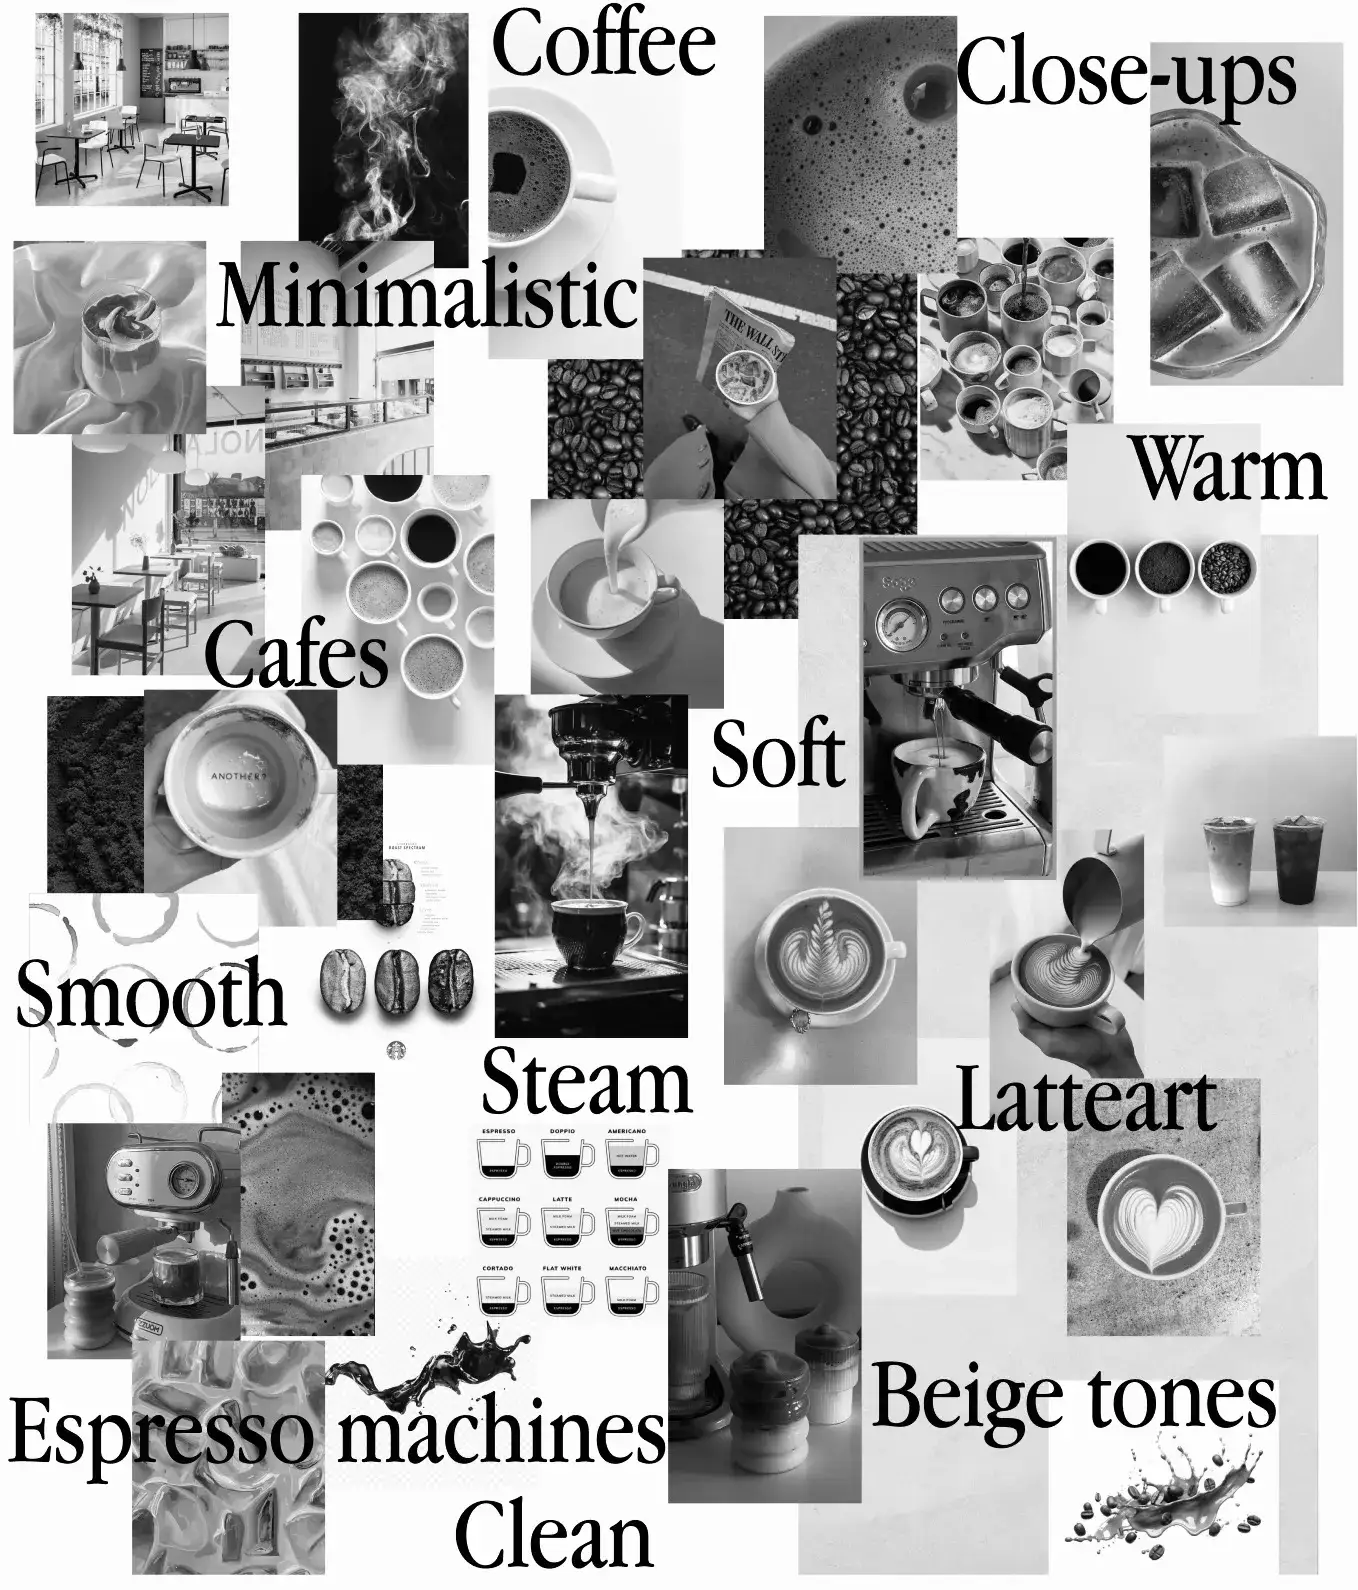 Coffee
Close-ups
Minimalistic
THE WALL ST
Warm
Cafes
Soft
ANOTHER?
ROAST SPECTRUM
Smooth
Steam
Latteart
ESPRESSO
DOPPIO
AMERICANO
ESPRESSO
DOUBLE
ESPRESSO
HOT WATER
ESPRESSO
CAPPUCCINO
LATTE
MOCHA
MILK FOAM
STEAMED MILK
ESPRESSO
MILK FOAM
STEAMED MILK
ESPRESSO
MILK FOAM
STEAMED MILK
ESPRESSO
CORTADO
FLAT WHITE
MACCHIATO
STEAMED MILK
ESPRESSO
STEAMED MILK
ESPRESSO
MILK FOAM
ESPRESSO
Beige tones
Espresso machines
Clean